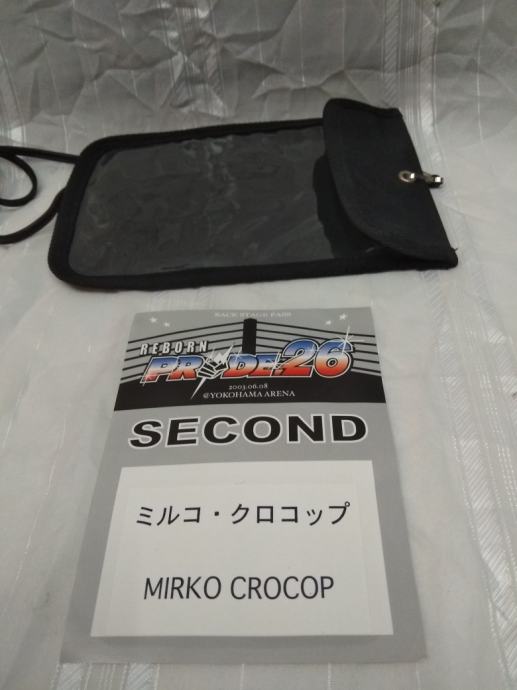 BACK STAGE PASS
REBORN
PRIDE.26
2003.06.08
@YOKOHAMA ARENA
SECOND
ミルコ・クロコップ
MIRKO CROCOP